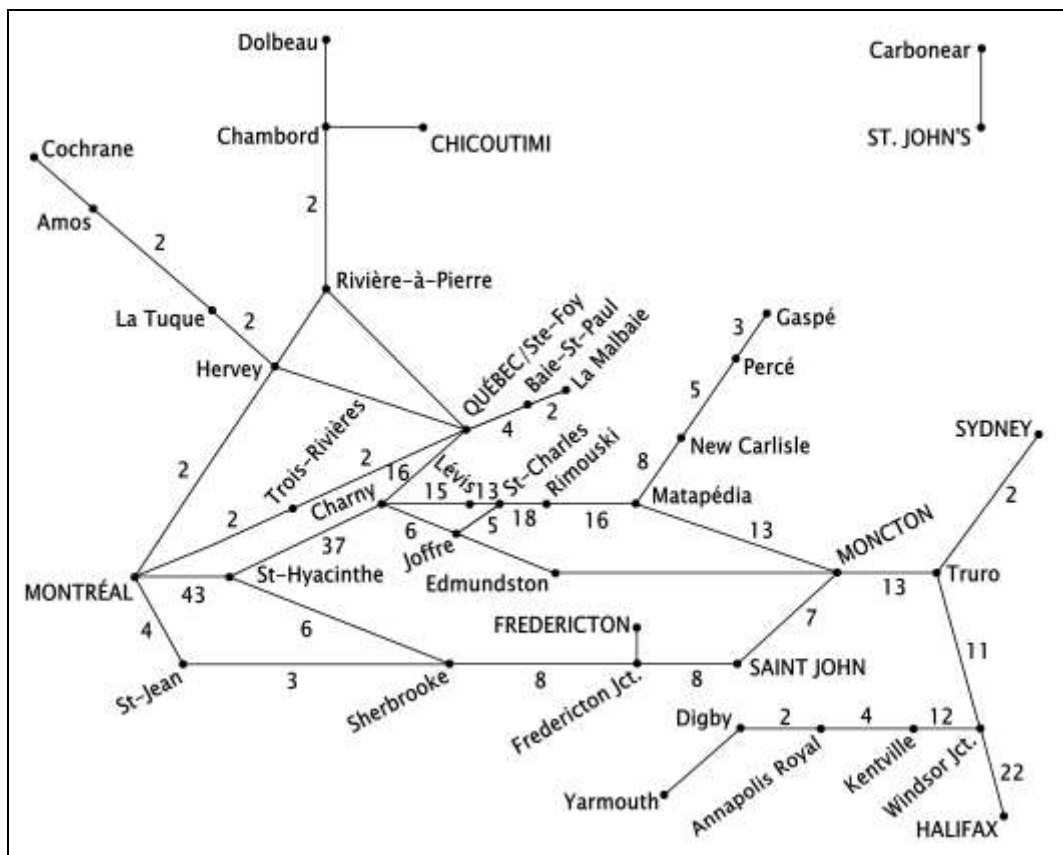 Dolbeau
Carbonear
Chambord
CHICOUTIMI
ST. JOHN'S
Cochrane
Amos
2
2
Rivière-à-Pierre
La Tuque
2
Hervey
QUÉBEC/Ste-Foy
Baie-St-Paul
La Malbaie
3
Gaspé
Percé
5
4
2
New Carlisle
SYDNEY
2
Trois-Rivières
2
16
Lévis
St-Charles
Rimouski
8
Matapédia
2
2
Charny
15
13
18
16
13
MONCTON
37
6
Joffre
5
MONTRÉAL
43
St-Hyacinthe
Edmundston
13
Truro
4
6
FREDERICTON
7
11
St-Jean
3
Sherbrooke
8
Fredericton Jct.
8
SAINT JOHN
Digby
2
4
12
Yarmouth
Annapolis Royal
Kentville
Windsor Jct.
22
HALIFAX